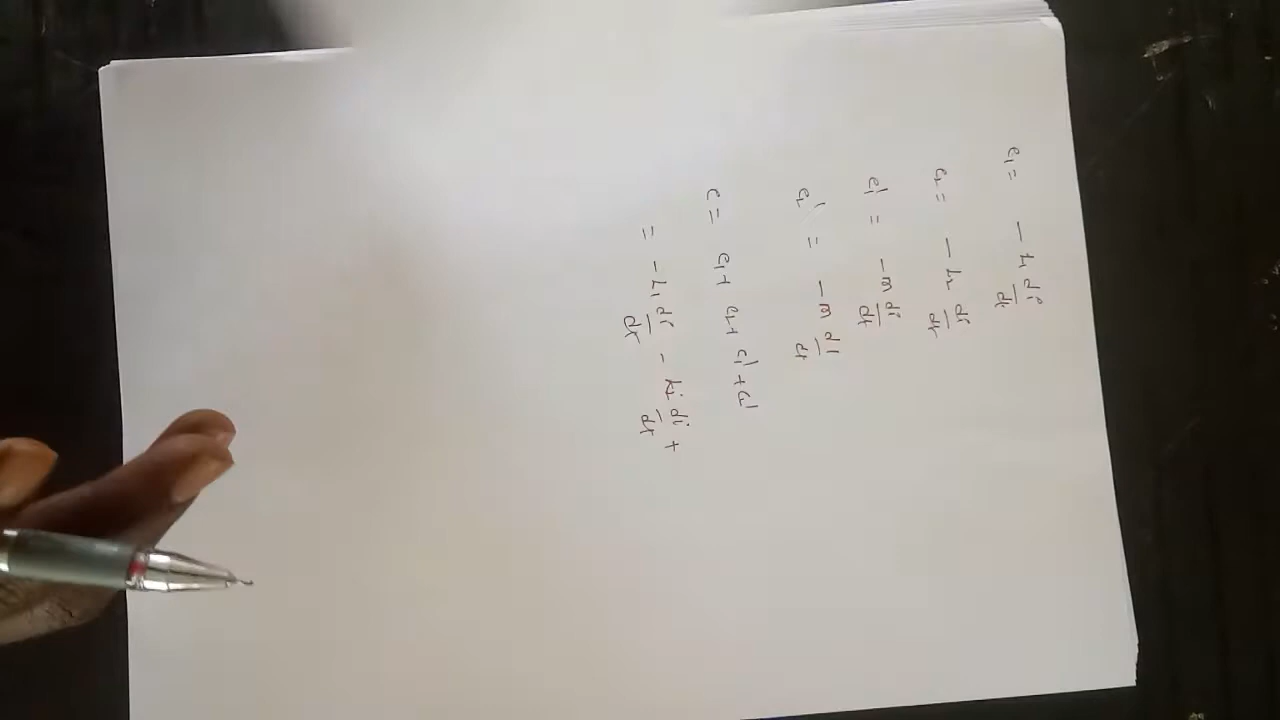 e₁ = — L₁ di/dt
e₂ = — L₂ di/dt
e₁' = — m di/dt
e₂' = — m di/dt
e = e₁ + e₂ + e₁' + e₂'
= - L₁ di/dt - L₂ di/dt +